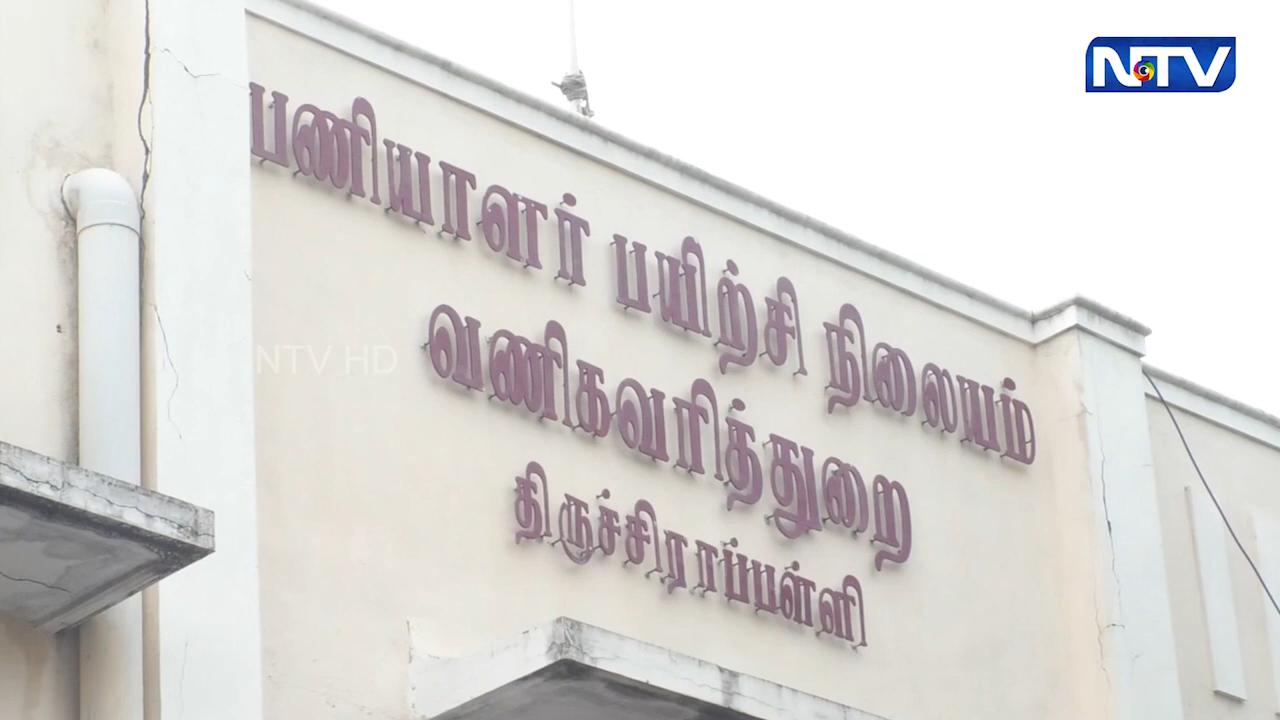 NTV
பணியாளர் பயிற்சி நிலையம்
வணிகவரித்துறை
திருச்சிராப்பள்ளி
NTV HD